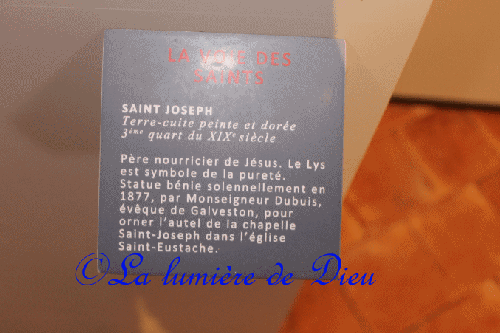 LA VOIE DES
SAINTS
SAINT JOSEPH
Terre-cuite peinte et dorée
3ème quart du XIXe siècle
Père nourricier de Jésus. Le Lys
est symbole de la pureté.
Statue bénie solennellement en
1877, par Monseigneur Dubuis,
évêque de Galveston, pour
orner l'autel de la chapelle
Saint-Joseph dans l'église
Saint-Eustache.
©La lumière de Dieu